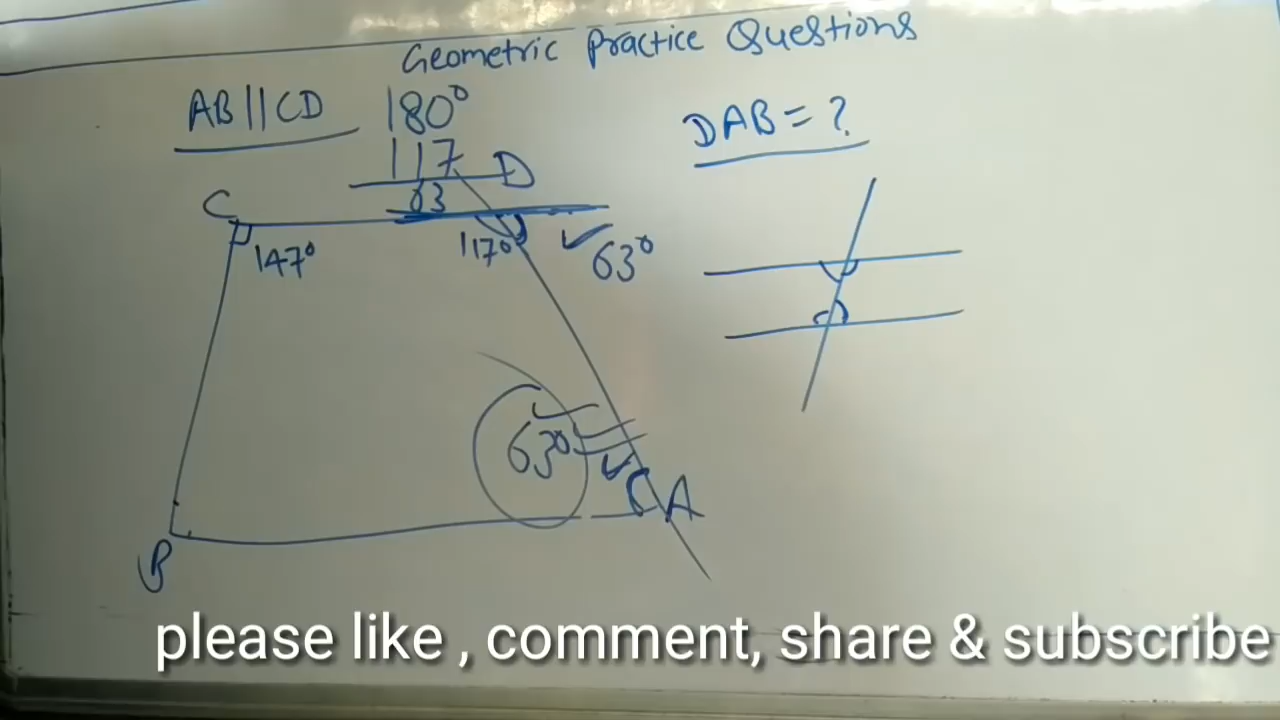 Geometric Practice Questions
AB||CD
180°
117
63
DAB = ?
C
D
147°
117°
63°
63°
A
B
please like , comment, share & subscribe